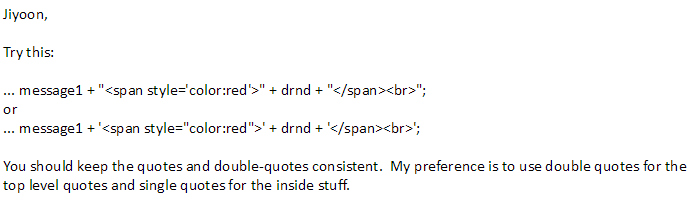 Jiyoon,
Try this:
... message1 + "<span style='color:red'>" + drnd + "</span><br>";
or
... message1 + '<span style="color:red">' + drnd + '</span><br>';
You should keep the quotes and double-quotes consistent.  My preference is to use double quotes for the
top level quotes and single quotes for the inside stuff.